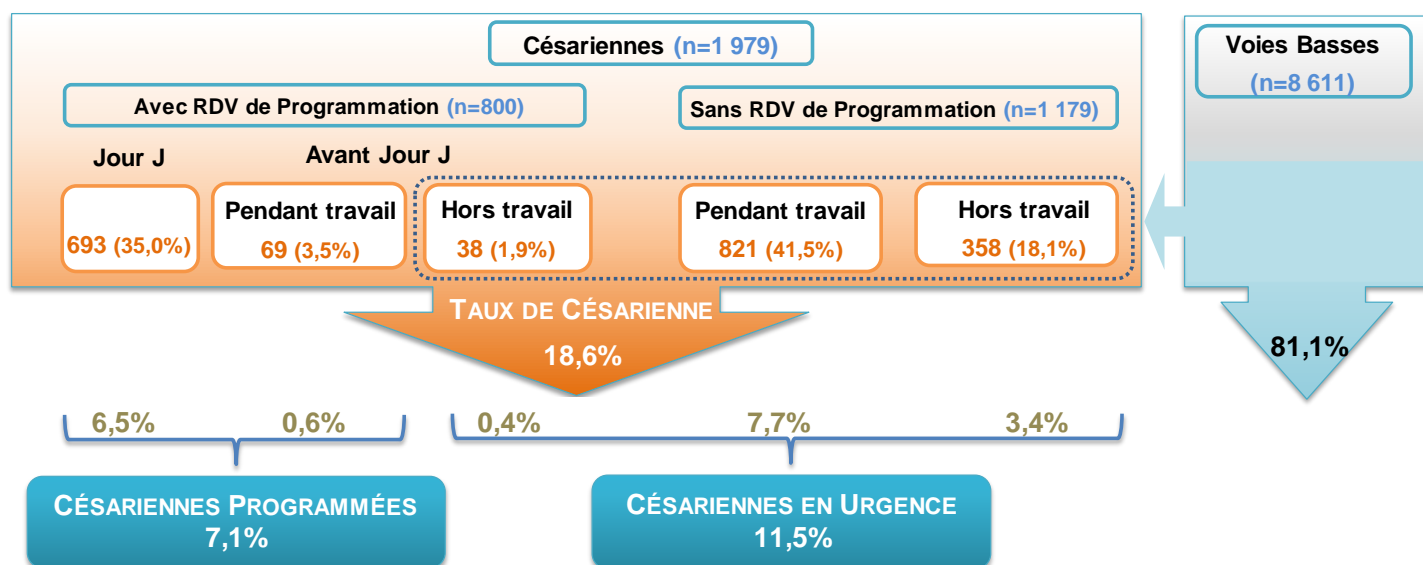 Césariennes (n=1 979)
Voies Basses
(n=8 611)
Avec RDV de Programmation (n=800)
Sans RDV de Programmation (n=1 179)
Jour J
Avant Jour J
693 (35,0%)
Pendant travail
69 (3,5%)
Hors travail
38 (1,9%)
Pendant travail
821 (41,5%)
Hors travail
358 (18,1%)
TAUX DE CÉSARIENNE
18,6%
81,1%
6,5%
0,6%
0,4%
7,7%
3,4%
CÉSARIENNES PROGRAMMÉES
7,1%
CÉSARIENNES EN URGENCE
11,5%